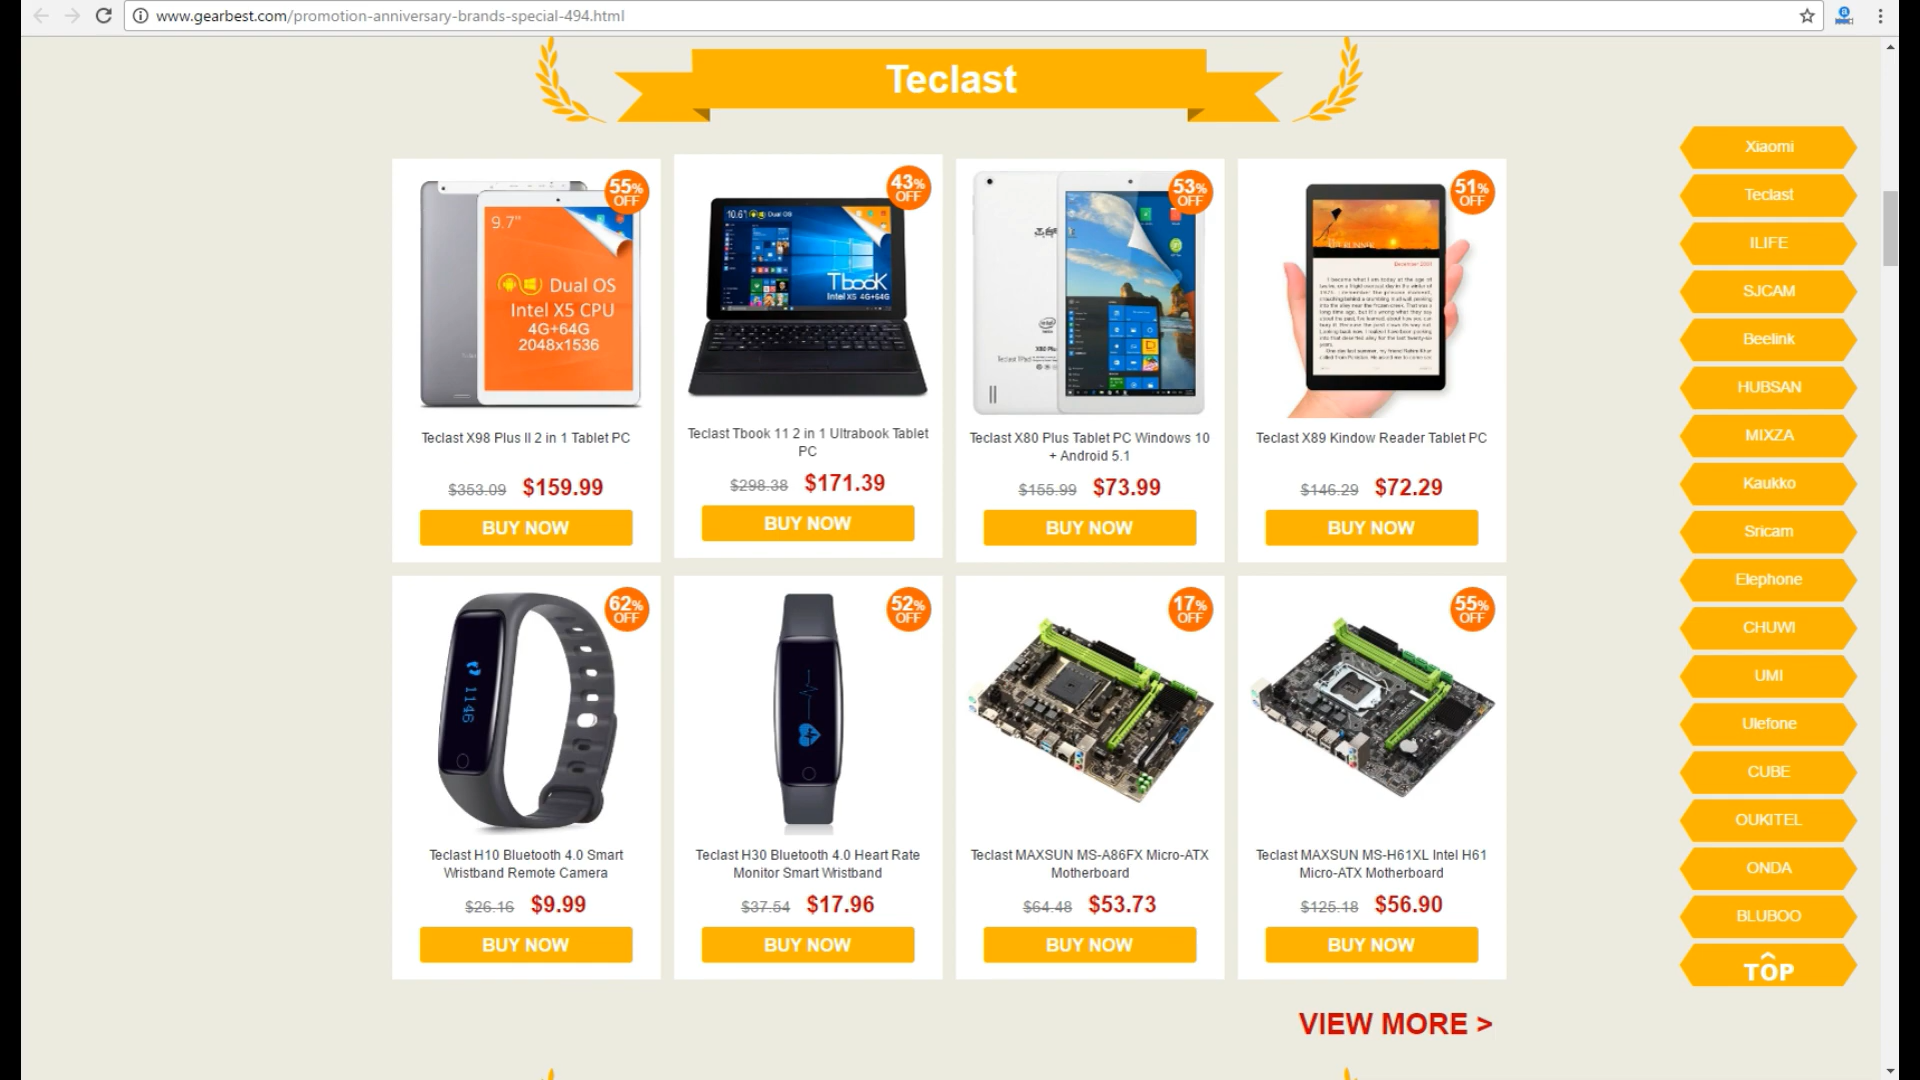 www.gearbest.com/promotion-anniversary-brands-special-494.html
Teclast
55% OFF
9.7"
Dual OS
Intel X5 CPU
4G+64G
2048x1536
Teclast X98 Plus II 2 in 1 Tablet PC
$353.09 $159.99
BUY NOW
43% OFF
10.6" Dual OS
Tbook
Intel X5 4G+64G
Teclast Tbook 11 2 in 1 Ultrabook Tablet
PC
$298.38 $171.39
BUY NOW
53% OFF
Teclast X80 Plus Tablet PC Windows 10
+ Android 5.1
$155.99 $73.99
BUY NOW
51% OFF
Teclast X89 Kindow Reader Tablet PC
$146.29 $72.29
BUY NOW
62% OFF
1146
Teclast H10 Bluetooth 4.0 Smart
Wristband Remote Camera
$26.16 $9.99
BUY NOW
52% OFF
Teclast H30 Bluetooth 4.0 Heart Rate
Monitor Smart Wristband
$37.54 $17.96
BUY NOW
17% OFF
Teclast MAXSUN MS-A86FX Micro-ATX
Motherboard
$64.48 $53.73
BUY NOW
55% OFF
Teclast MAXSUN MS-H61XL Intel H61
Micro-ATX Motherboard
$125.18 $56.90
BUY NOW
VIEW MORE >
Xiaomi
Teclast
ILIFE
SJCAM
Beelink
HUBSAN
MIXZA
Kaukko
Sricam
Elephone
CHUWI
UMI
Ulefone
CUBE
OUKITEL
ONDA
BLUBOO
TOP